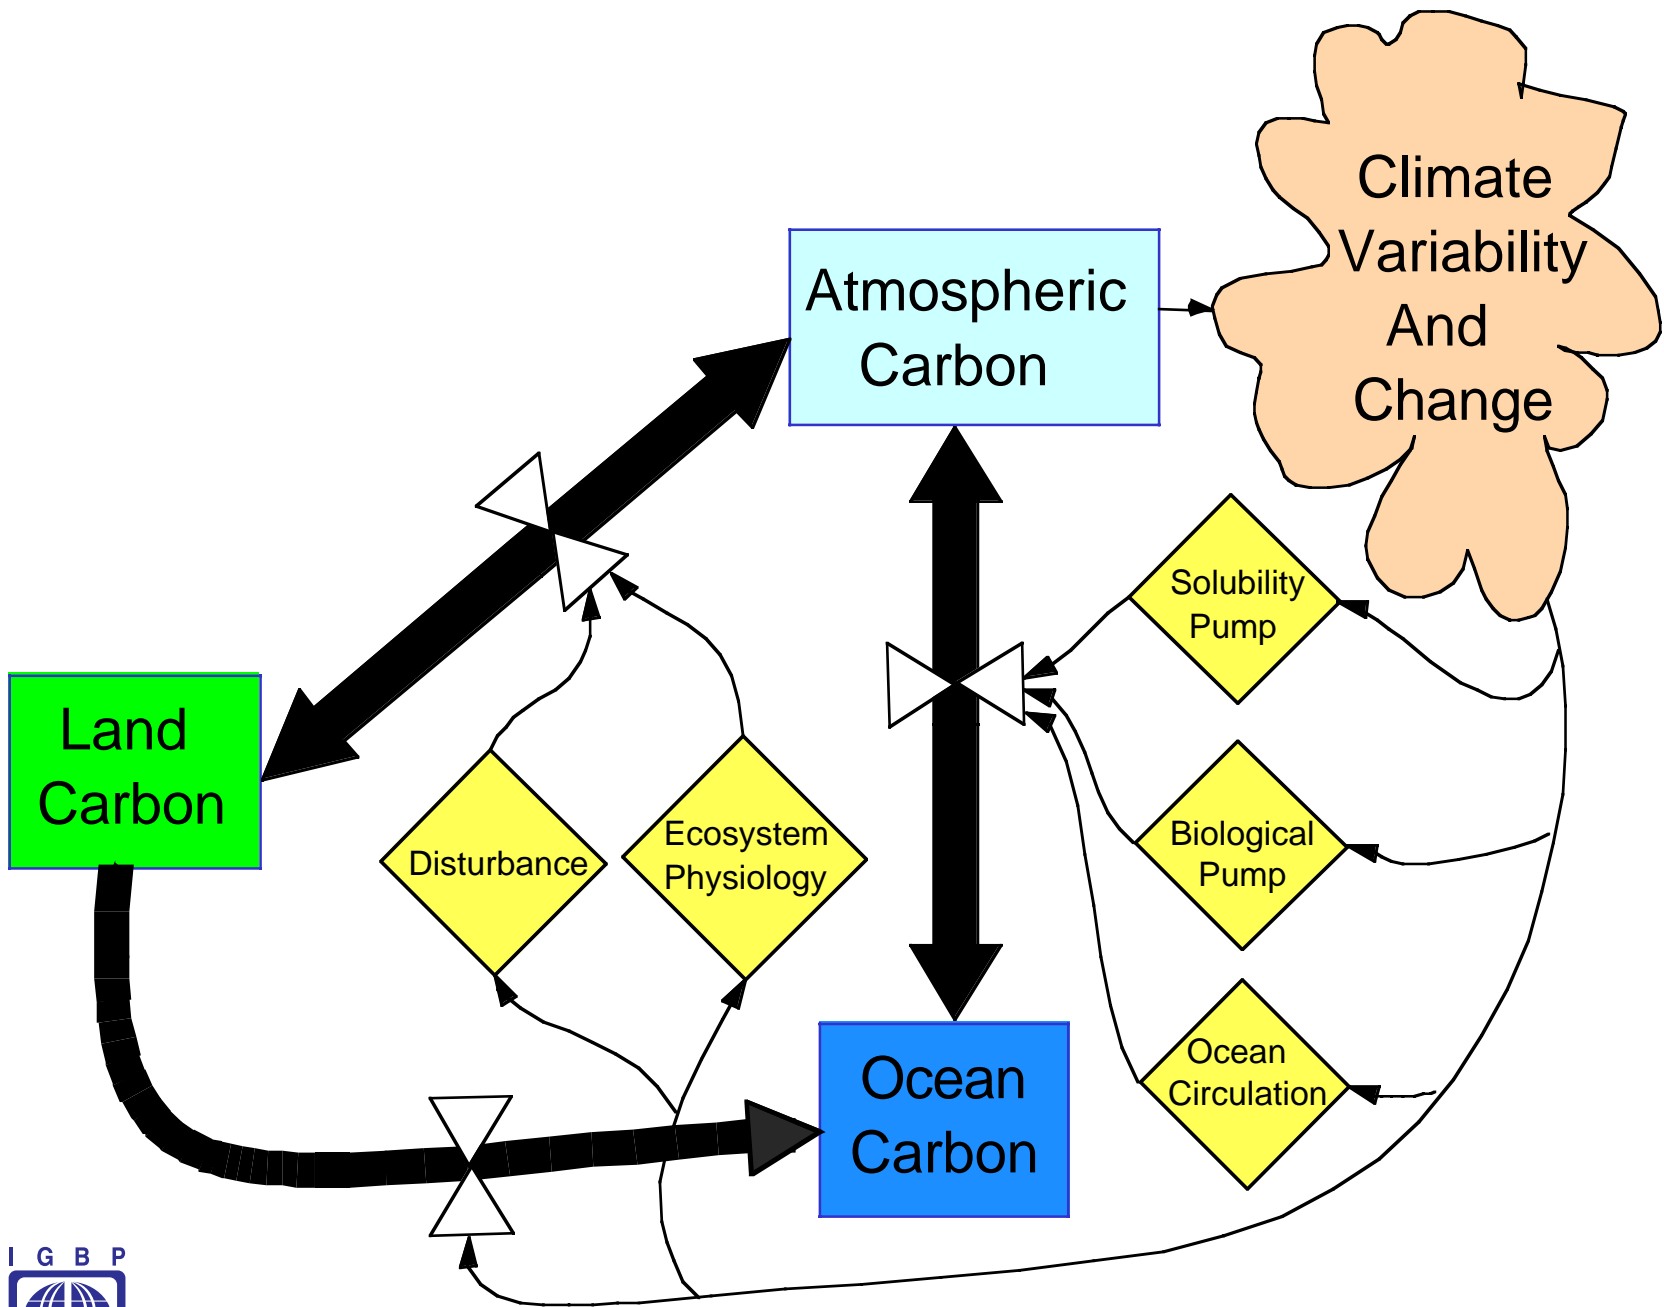 Climate
Variability
And
Change
Atmospheric
Carbon
Solubility
Pump
Land
Carbon
Disturbance
Ecosystem
Physiology
Biological
Pump
Ocean
Carbon
Ocean
Circulation
I G B P